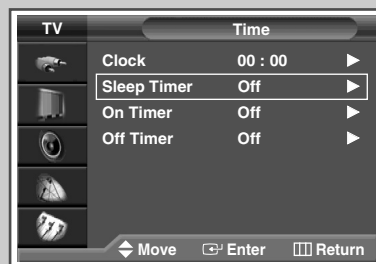 TV Time
Clock 00 : 00
Sleep Timer Off
On Timer Off
Off Timer Off
Move Enter Return